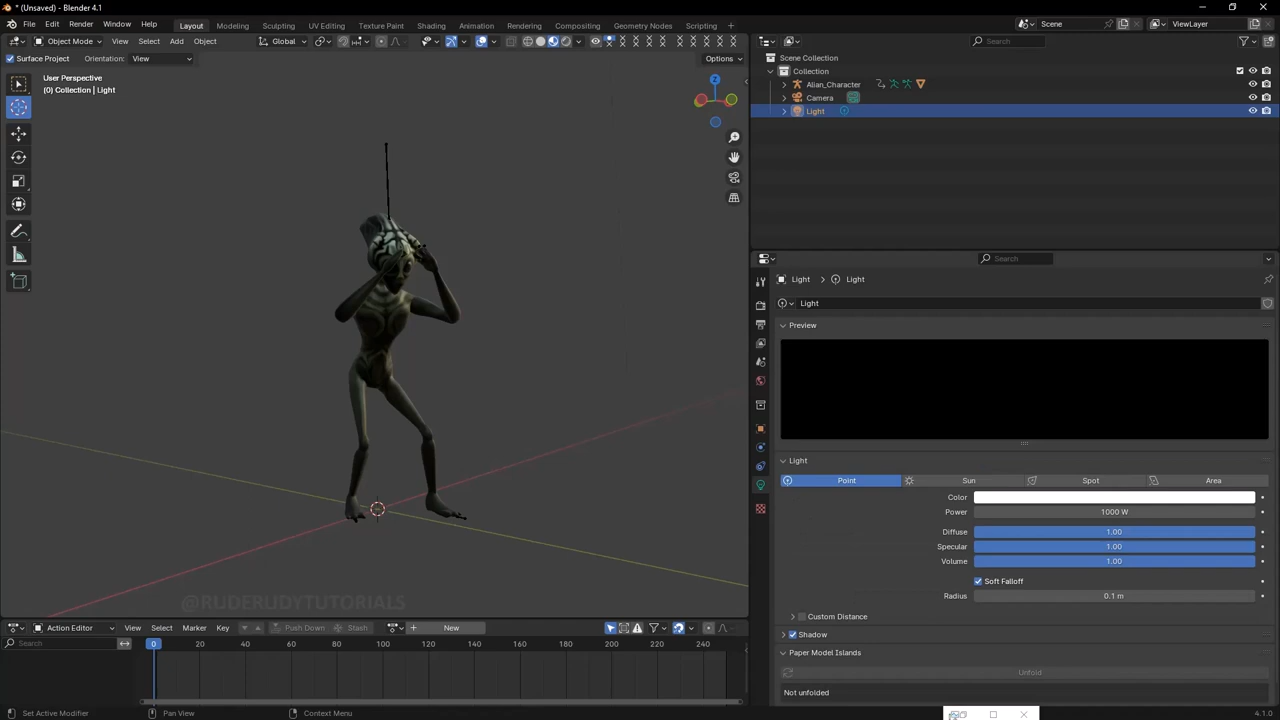 * (Unsaved) - Blender 4.1
File Edit Render Window Help Layout Modeling Sculpting UV Editing Texture Paint Shading Animation Rendering Compositing Geometry Nodes Scripting + Scene ViewLayer
Object Mode View Select Add Object Global Search
Surface Project Orientation: View Options
User Perspective
(0) Collection | Light
Z
Scene Collection
Collection
Alian_Character
Camera
Light
Search
Light > Light
Light
Preview
Light
Point Sun Spot Area
Color
Power 1000 W
Diffuse 1.00
Specular 1.00
Volume 1.00
Soft Falloff
Radius 0.1 m
Custom Distance
Shadow
Paper Model Islands
Unfold
Not unfolded
@RUDERUDYTUTORIALS
Action Editor View Select Marker Key Push Down Stash + New
Search 0 20 40 60 80 100 120 140 160 180 200 220 240
Set Active Modifier Pan View Context Menu 4.1.0